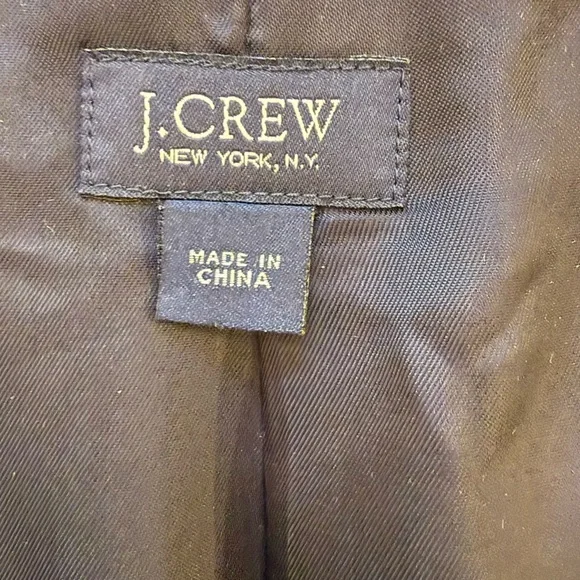 J.CREW
NEW YORK, N.Y.
MADE IN
CHINA